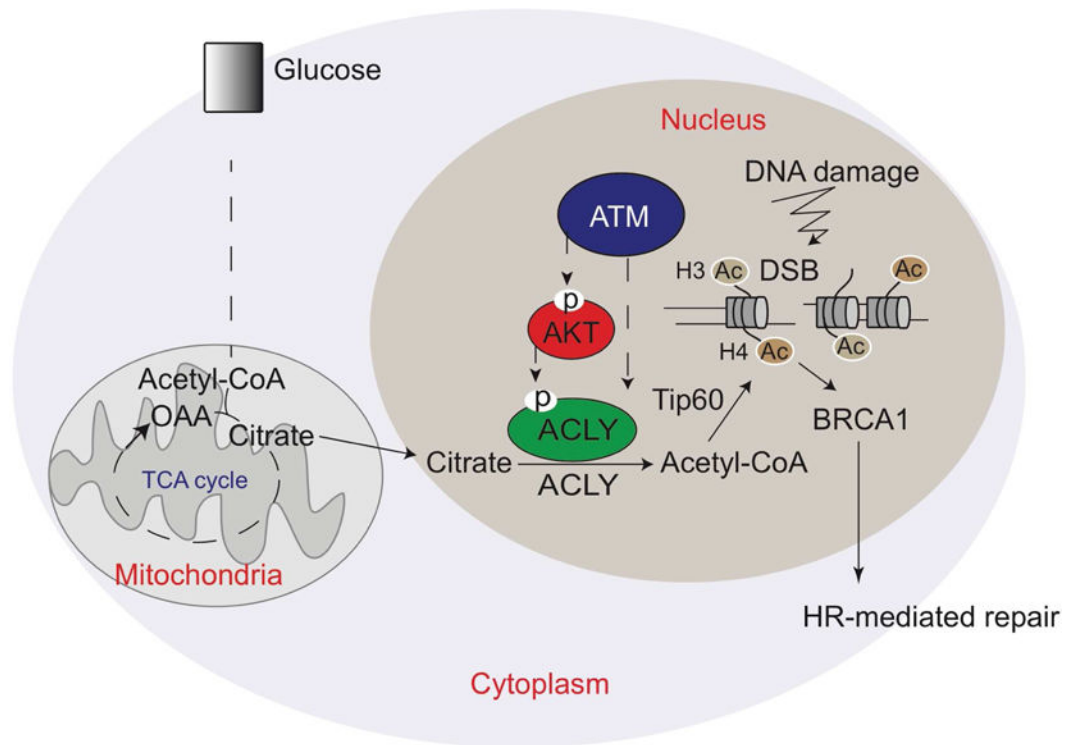 Glucose
Nucleus
DNA damage
ATM
H3 Ac DSB
Ac
p
AKT
H4 Ac
Ac
Acetyl-CoA
OAA
Citrate
TCA cycle
Mitochondria
p
ACLY
Tip60
BRCA1
Citrate
Acetyl-CoA
ACLY
HR-mediated repair
Cytoplasm